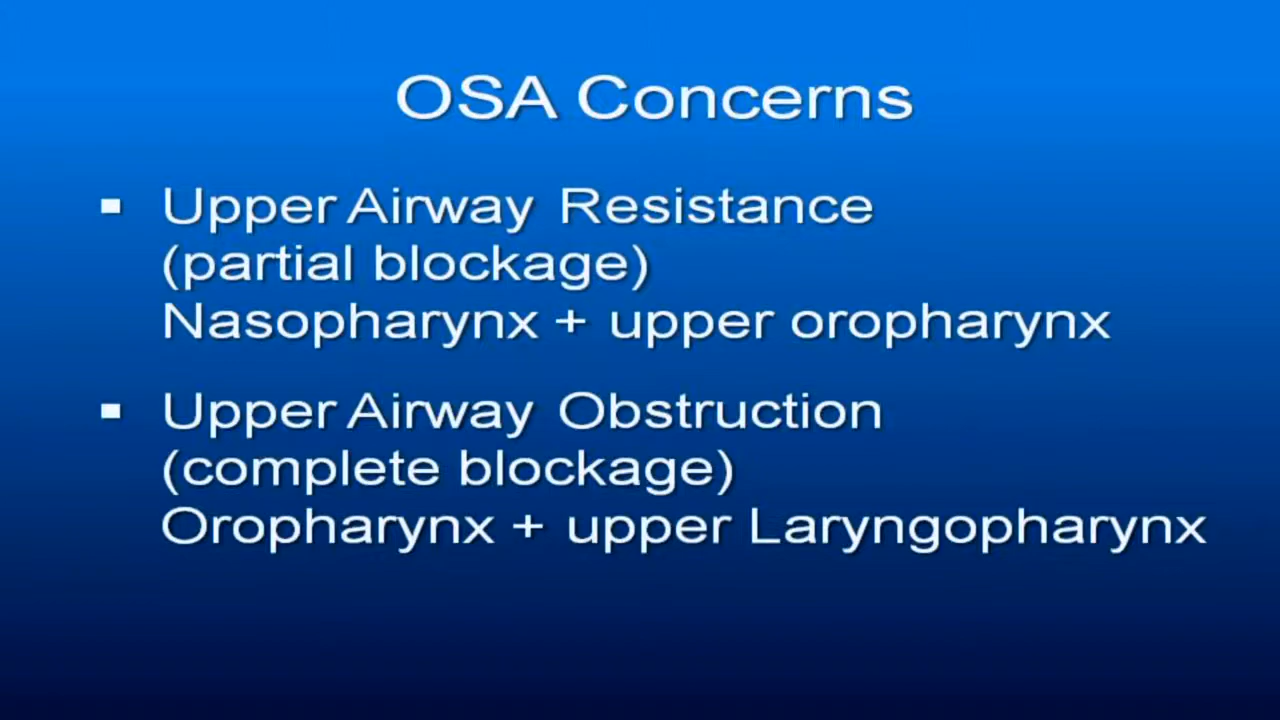 OSA Concerns
▪ Upper Airway Resistance
(partial blockage)
Nasopharynx + upper oropharynx
▪ Upper Airway Obstruction
(complete blockage)
Oropharynx + upper Laryngopharynx